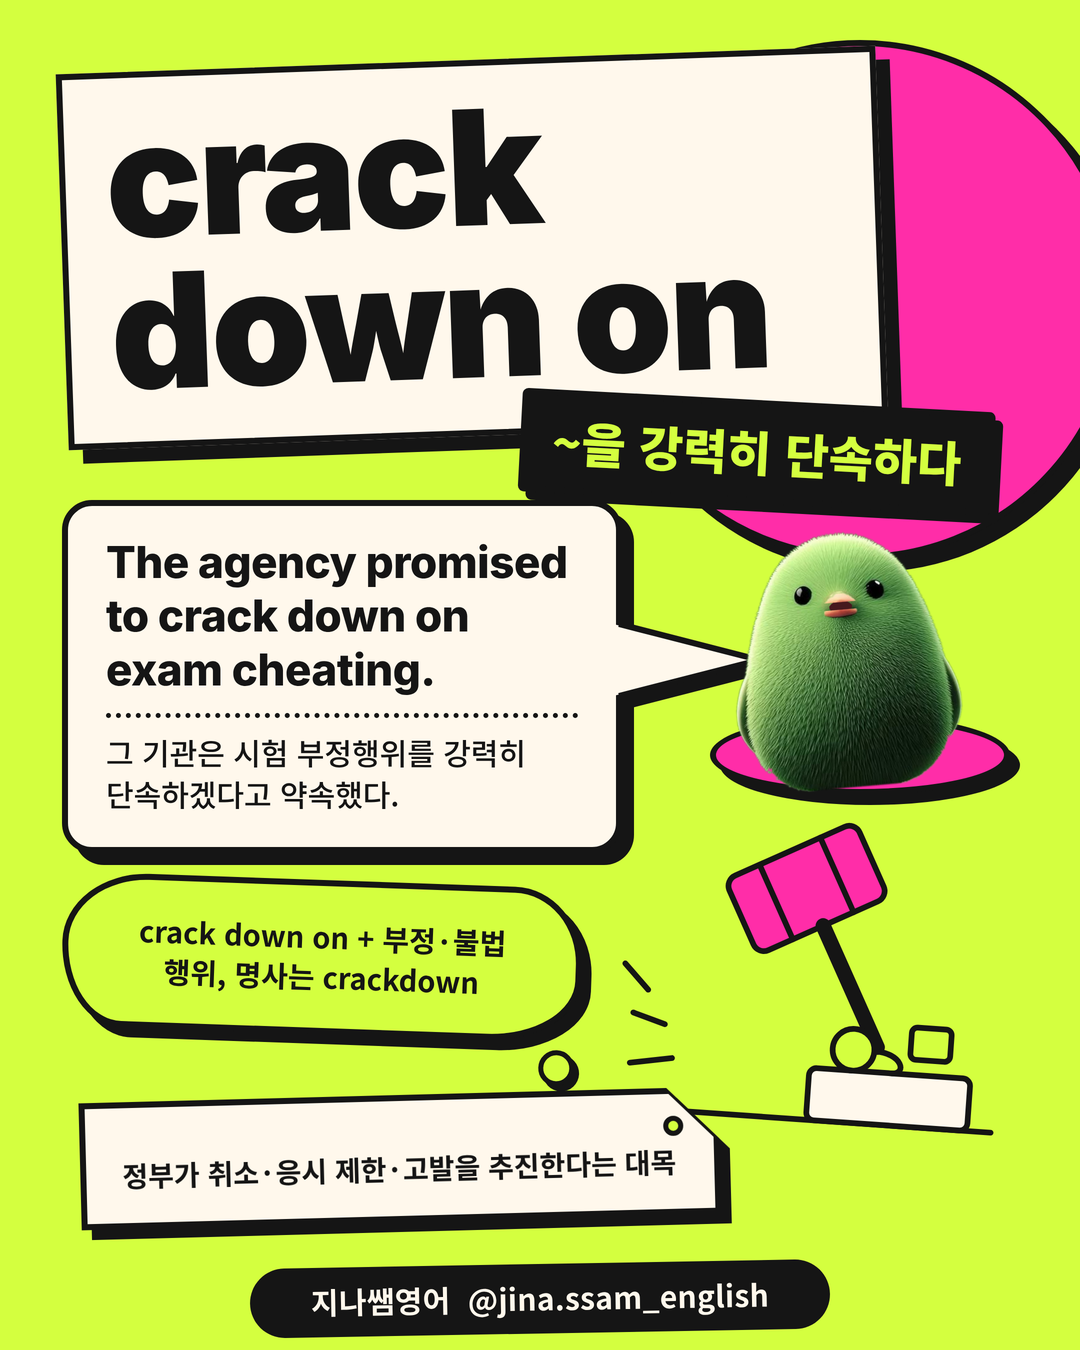 crack
down on
~을 강력히 단속하다
The agency promised
to crack down on
exam cheating.
그 기관은 시험 부정행위를 강력히
단속하겠다고 약속했다.
crack down on + 부정·불법
행위, 명사는 crackdown
정부가 취소·응시 제한·고발을 추진한다는 대목
지나쌤영어 @jina.ssam_english